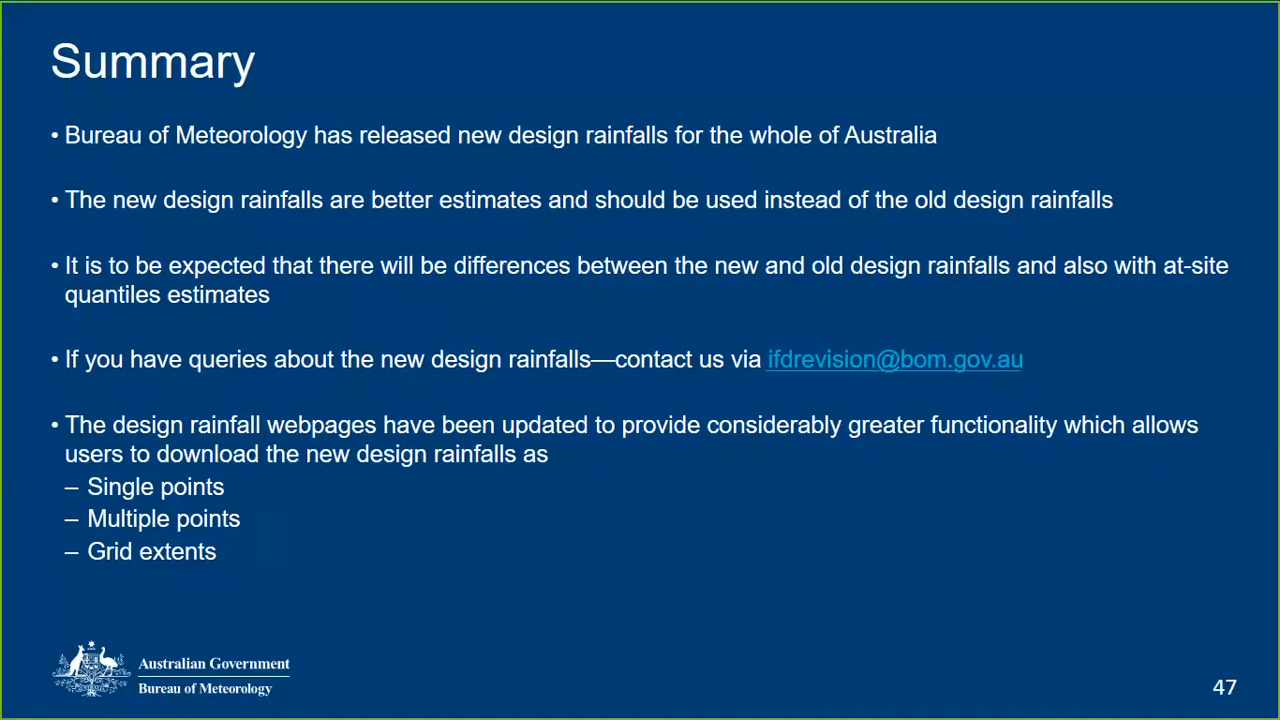 Summary
• Bureau of Meteorology has released new design rainfalls for the whole of Australia
• The new design rainfalls are better estimates and should be used instead of the old design rainfalls
• It is to be expected that there will be differences between the new and old design rainfalls and also with at-site
quantiles estimates
• If you have queries about the new design rainfalls—contact us via ifdrevision@bom.gov.au
• The design rainfall webpages have been updated to provide considerably greater functionality which allows
users to download the new design rainfalls as
– Single points
– Multiple points
– Grid extents
Australian Government
Bureau of Meteorology
47